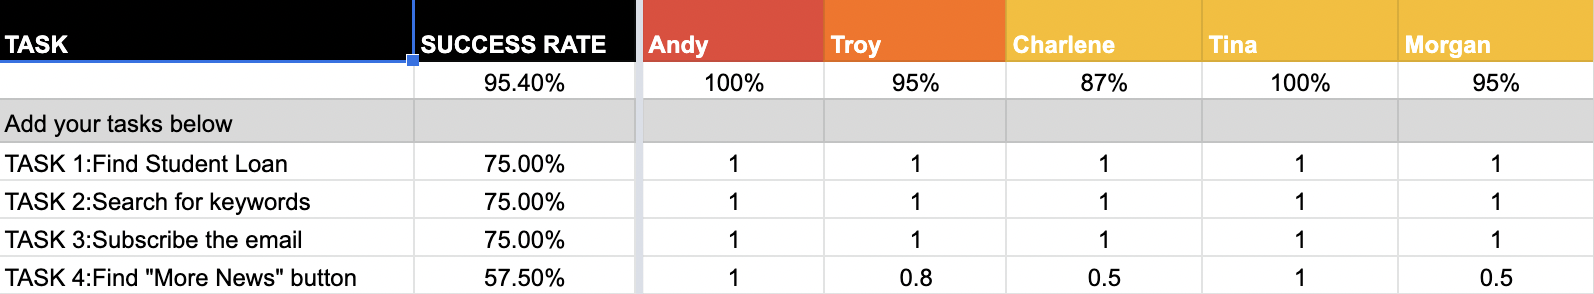 TASK SUCCESS RATE Andy Troy Charlene Tina Morgan
95.40% 100% 95% 87% 100% 95%
Add your tasks below
TASK 1:Find Student Loan 75.00% 1 1 1 1 1
TASK 2:Search for keywords 75.00% 1 1 1 1 1
TASK 3:Subscribe the email 75.00% 1 1 1 1 1
TASK 4:Find "More News" button 57.50% 1 0.8 0.5 1 0.5